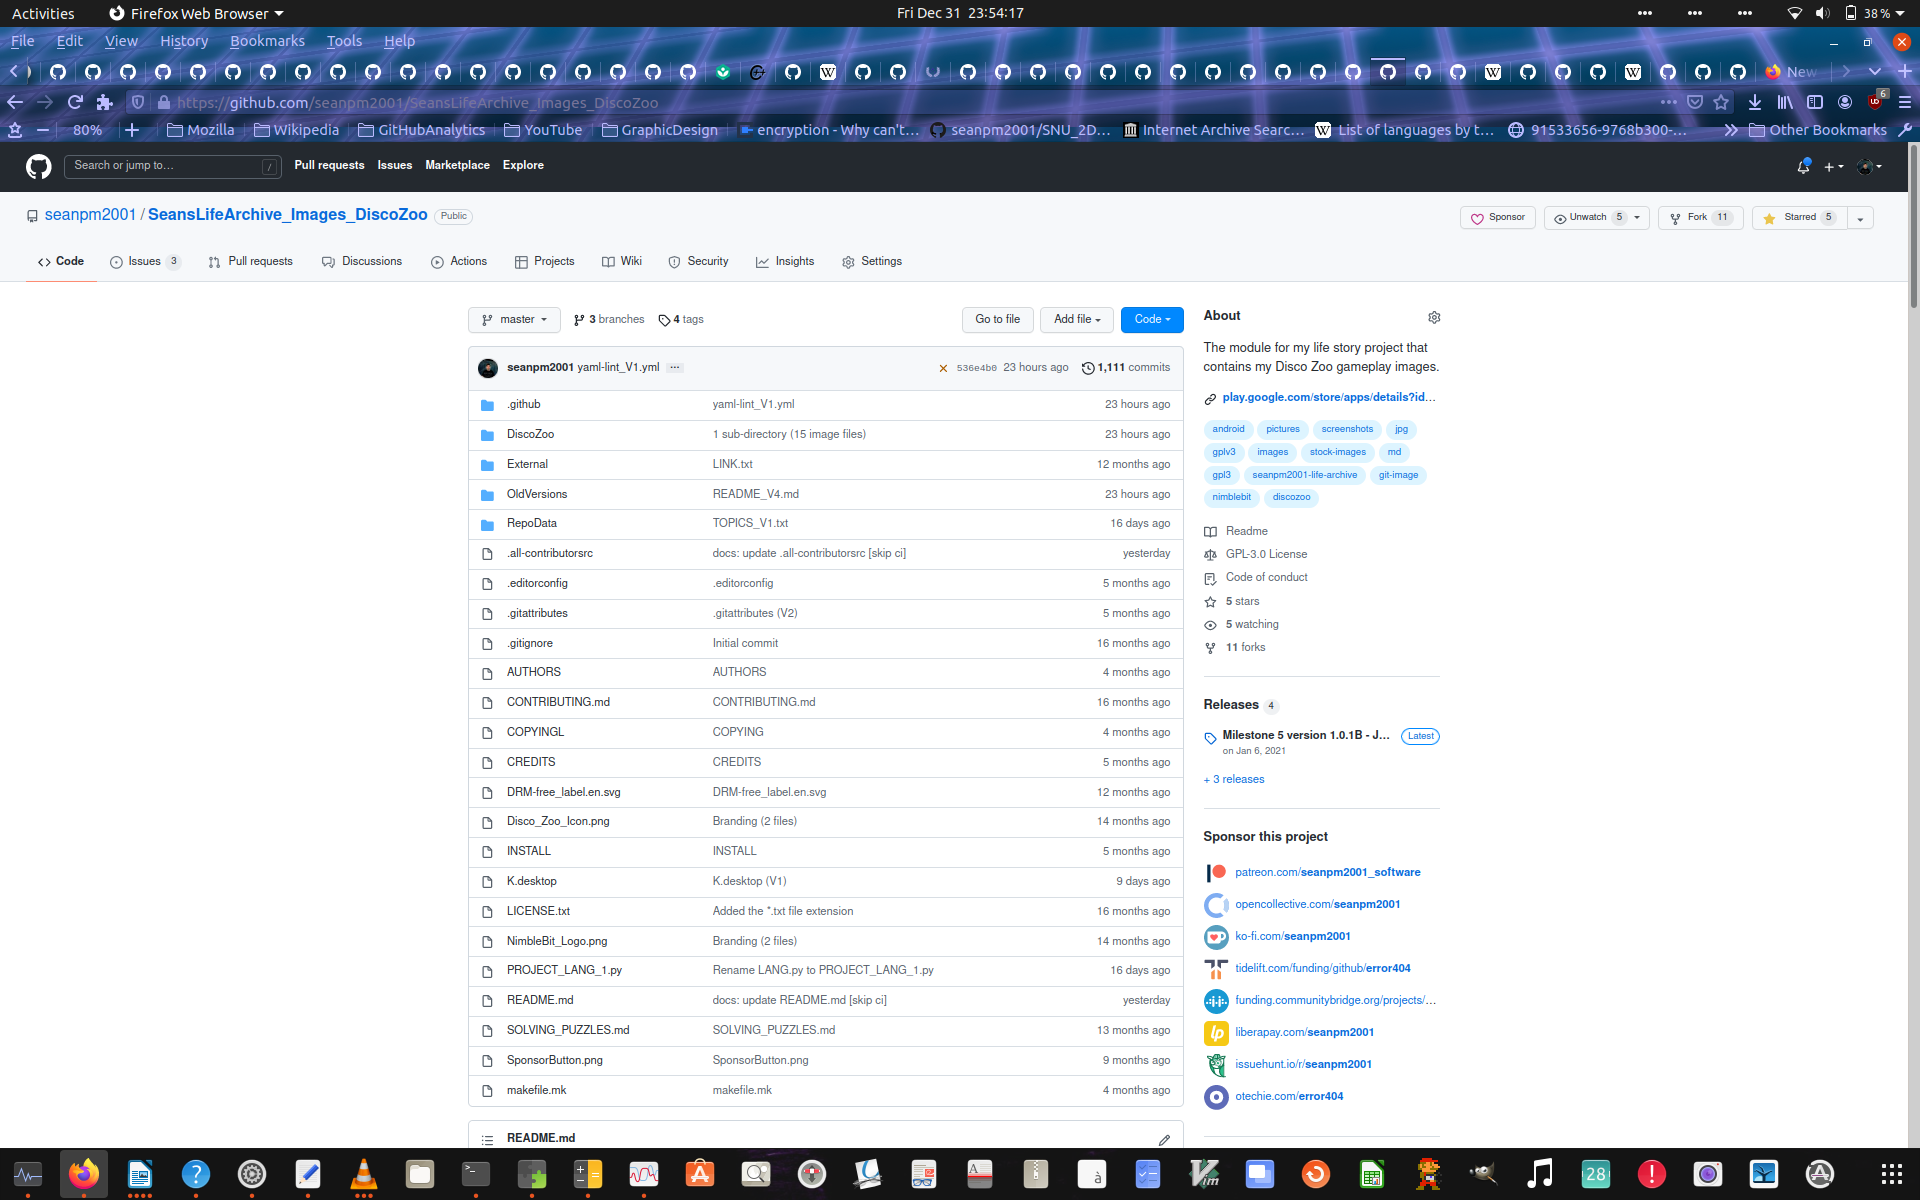 Activities Firefox Web Browser Fri Dec 31 23:54:17 38 %
File Edit View History Bookmarks Tools Help
New
https://github.com/seanpm2001/SeansLifeArchive_Images_DiscoZoo 6
80% Mozilla Wikipedia GitHubAnalytics YouTube GraphicDesign encryption - Why can't… seanpm2001/SNU_2D… Internet Archive Searc… List of languages by t… 91533656-9768b300-… Other Bookmarks
Search or jump to… / Pull requests Issues Marketplace Explore
seanpm2001 / SeansLifeArchive_Images_DiscoZoo Public Sponsor Unwatch 5 Fork 11 Starred 5
Code Issues 3 Pull requests Discussions Actions Projects Wiki Security Insights Settings
master 3 branches 4 tags Go to file Add file Code
seanpm2001 yaml-lint_V1.yml ... 536e4b0 23 hours ago 1,111 commits
.github yaml-lint_V1.yml 23 hours ago
DiscoZoo 1 sub-directory (15 image files) 23 hours ago
External LINK.txt 12 months ago
OldVersions README_V4.md 23 hours ago
RepoData TOPICS_V1.txt 16 days ago
.all-contributorsrc docs: update .all-contributorsrc [skip ci] yesterday
.editorconfig .editorconfig 5 months ago
.gitattributes .gitattributes (V2) 5 months ago
.gitignore Initial commit 16 months ago
AUTHORS AUTHORS 4 months ago
CONTRIBUTING.md CONTRIBUTING.md 16 months ago
COPYINGL COPYING 4 months ago
CREDITS CREDITS 5 months ago
DRM-free_label.en.svg DRM-free_label.en.svg 12 months ago
Disco_Zoo_Icon.png Branding (2 files) 14 months ago
INSTALL INSTALL 5 months ago
K.desktop K.desktop (V1) 9 days ago
LICENSE.txt Added the *.txt file extension 16 months ago
NimbleBit_Logo.png Branding (2 files) 14 months ago
PROJECT_LANG_1.py Rename LANG.py to PROJECT_LANG_1.py 16 days ago
README.md docs: update README.md [skip ci] yesterday
SOLVING_PUZZLES.md SOLVING_PUZZLES.md 13 months ago
SponsorButton.png SponsorButton.png 9 months ago
makefile.mk makefile.mk 4 months ago
README.md
About
The module for my life story project that
contains my Disco Zoo gameplay images.
play.google.com/store/apps/details?id…
android pictures screenshots jpg
gplv3 images stock-images md
gpl3 seanpm2001-life-archive git-image
nimblebit discozoo
Readme
GPL-3.0 License
Code of conduct
5 stars
5 watching
11 forks
Releases 4
Milestone 5 version 1.0.1B - J… Latest
on Jan 6, 2021
+ 3 releases
Sponsor this project
patreon.com/seanpm2001_software
opencollective.com/seanpm2001
ko-fi.com/seanpm2001
tidelift.com/funding/github/error404
funding.communitybridge.org/projects/…
liberapay.com/seanpm2001
issuehunt.io/r/seanpm2001
otechie.com/error404
28